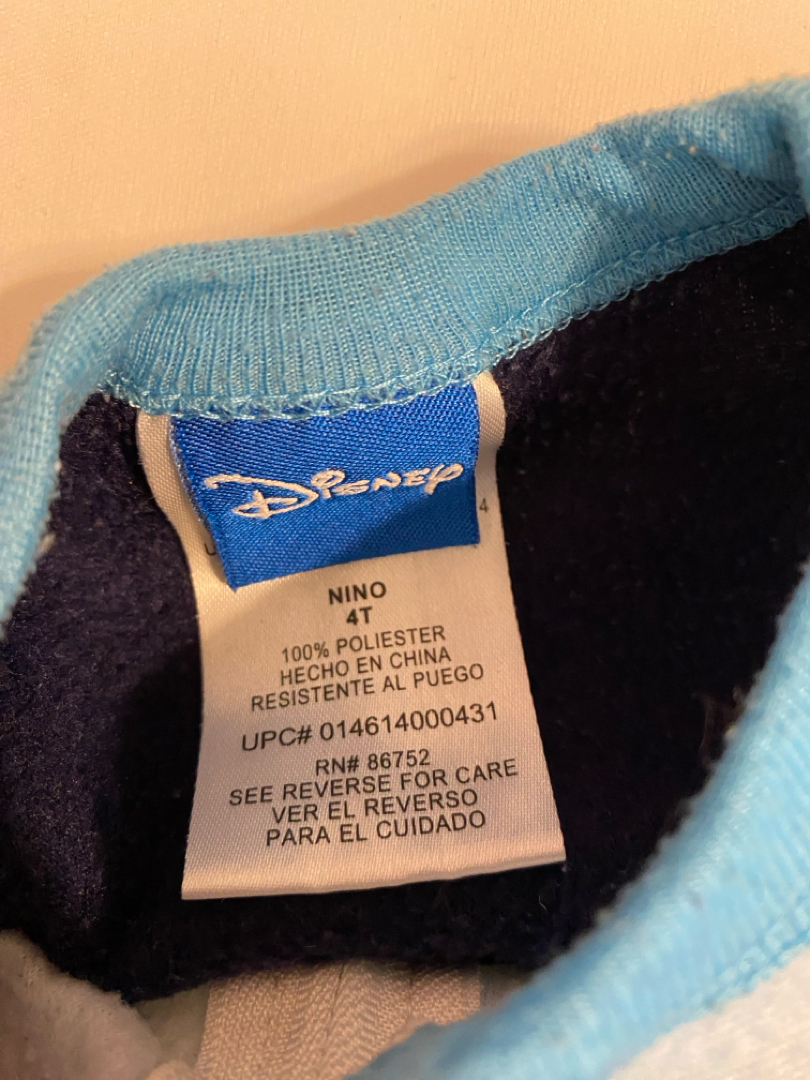 Disney
4
NINO
4T
100% POLIESTER
HECHO EN CHINA
RESISTENTE AL PUEGO
UPC# 014614000431
RN# 86752
SEE REVERSE FOR CARE
VER EL REVERSO
PARA EL CUIDADO